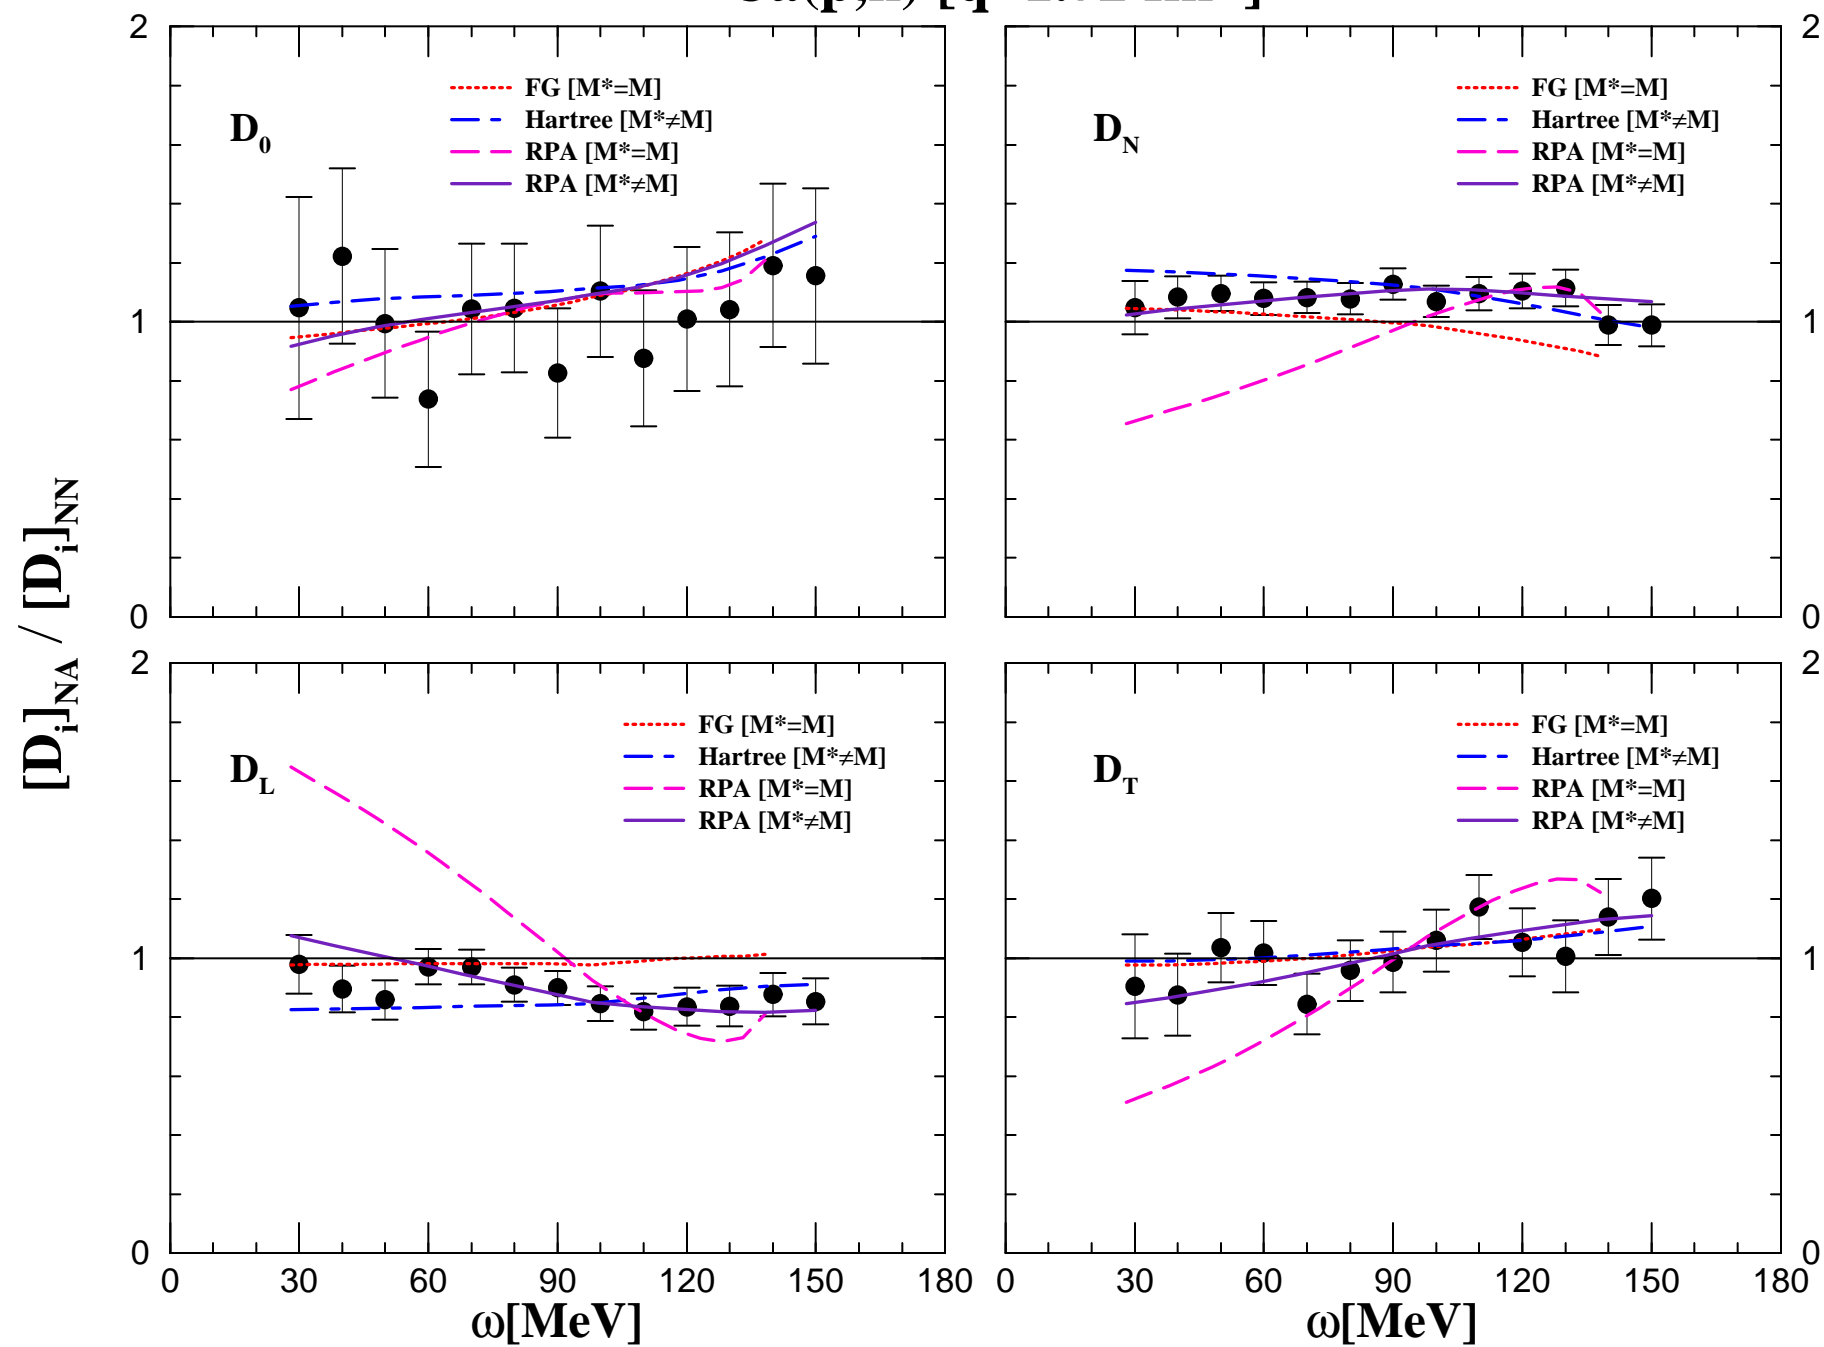 2
2
FG [M*=M]
Hartree [M*≠M]
RPA [M*=M]
RPA [M*≠M]
D0
FG [M*=M]
Hartree [M*≠M]
RPA [M*=M]
RPA [M*≠M]
DN
1
1
0
0
[Di]NA / [Di]NN
2
2
FG [M*=M]
Hartree [M*≠M]
RPA [M*=M]
RPA [M*≠M]
DL
FG [M*=M]
Hartree [M*≠M]
RPA [M*=M]
RPA [M*≠M]
DT
1
1
0
0
0 30 60 90 120 150 180
0 30 60 90 120 150 180
ω[MeV]
ω[MeV]